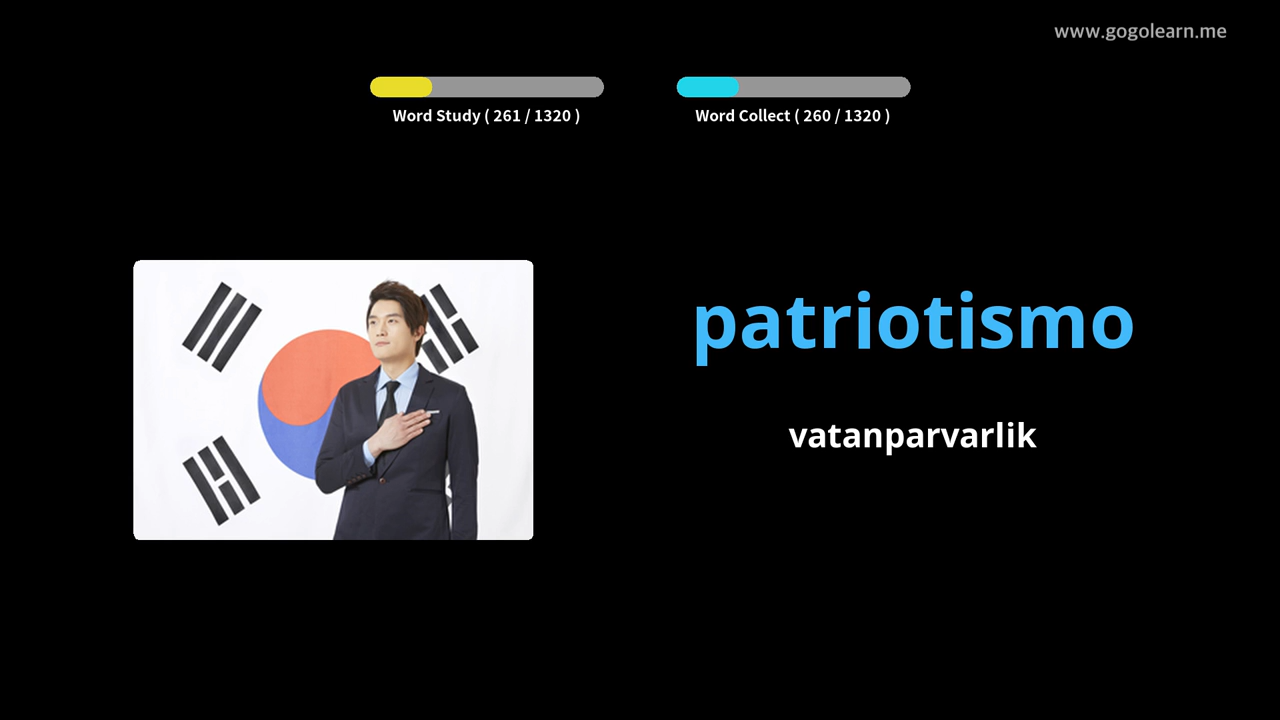 www.gogolearn.me
Word Study ( 261 / 1320 )
Word Collect ( 260 / 1320 )
patriotismo
vatanparvarlik